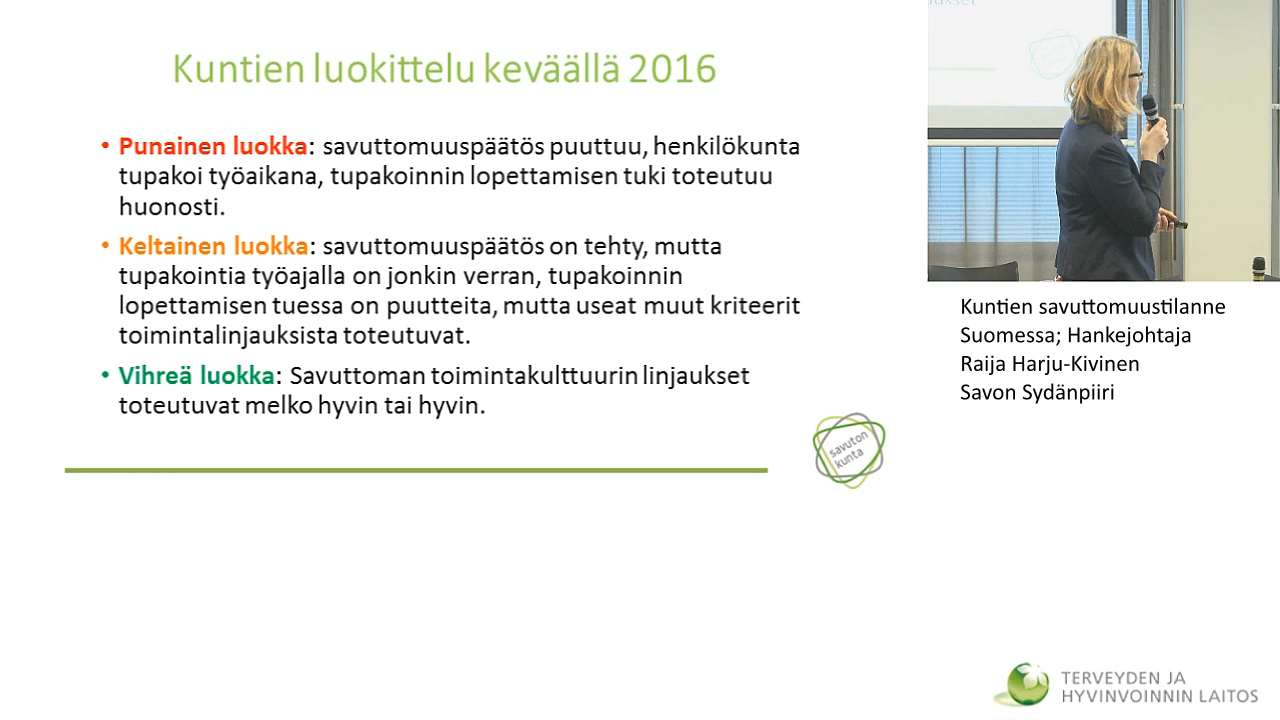 Kuntien luokittelu keväällä 2016
• Punainen luokka: savuttomuuspäätös puuttuu, henkilökunta
tupakoi työaikana, tupakoinnin lopettamisen tuki toteutuu
huonosti.
• Keltainen luokka: savuttomuuspäätös on tehty, mutta
tupakointia työajalla on jonkin verran, tupakoinnin
lopettamisen tuessa on puutteita, mutta useat muut kriteerit
toimintalinjauksista toteutuvat.
• Vihreä luokka: Savuttoman toimintakulttuurin linjaukset
toteutuvat melko hyvin tai hyvin.
savuton
kunta
Kuntien savuttomuustilanne
Suomessa; Hankejohtaja
Raija Harju-Kivinen
Savon Sydänpiiri
TERVEYDEN JA
HYVINVOINNIN LAITOS